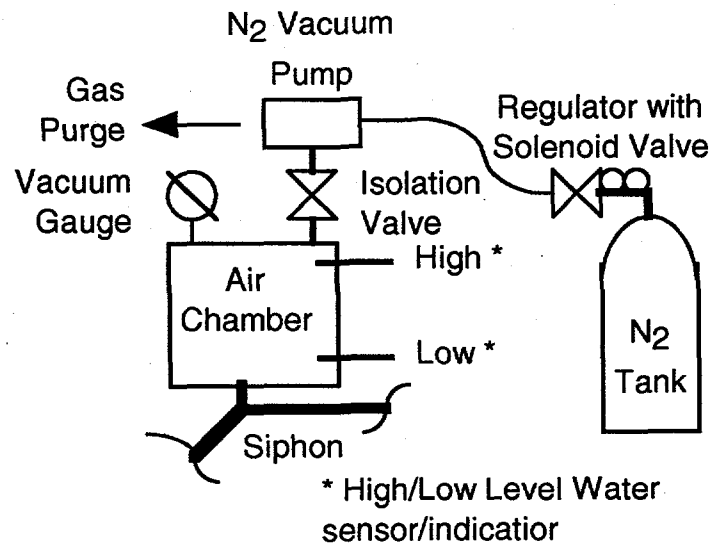 N2 Vacuum
Pump
Gas
Purge
Regulator with
Solenoid Valve
Vacuum
Gauge
Isolation
Valve
High *
Air
Chamber
Low *
N2
Tank
Siphon
* High/Low Level Water
sensor/indicatior